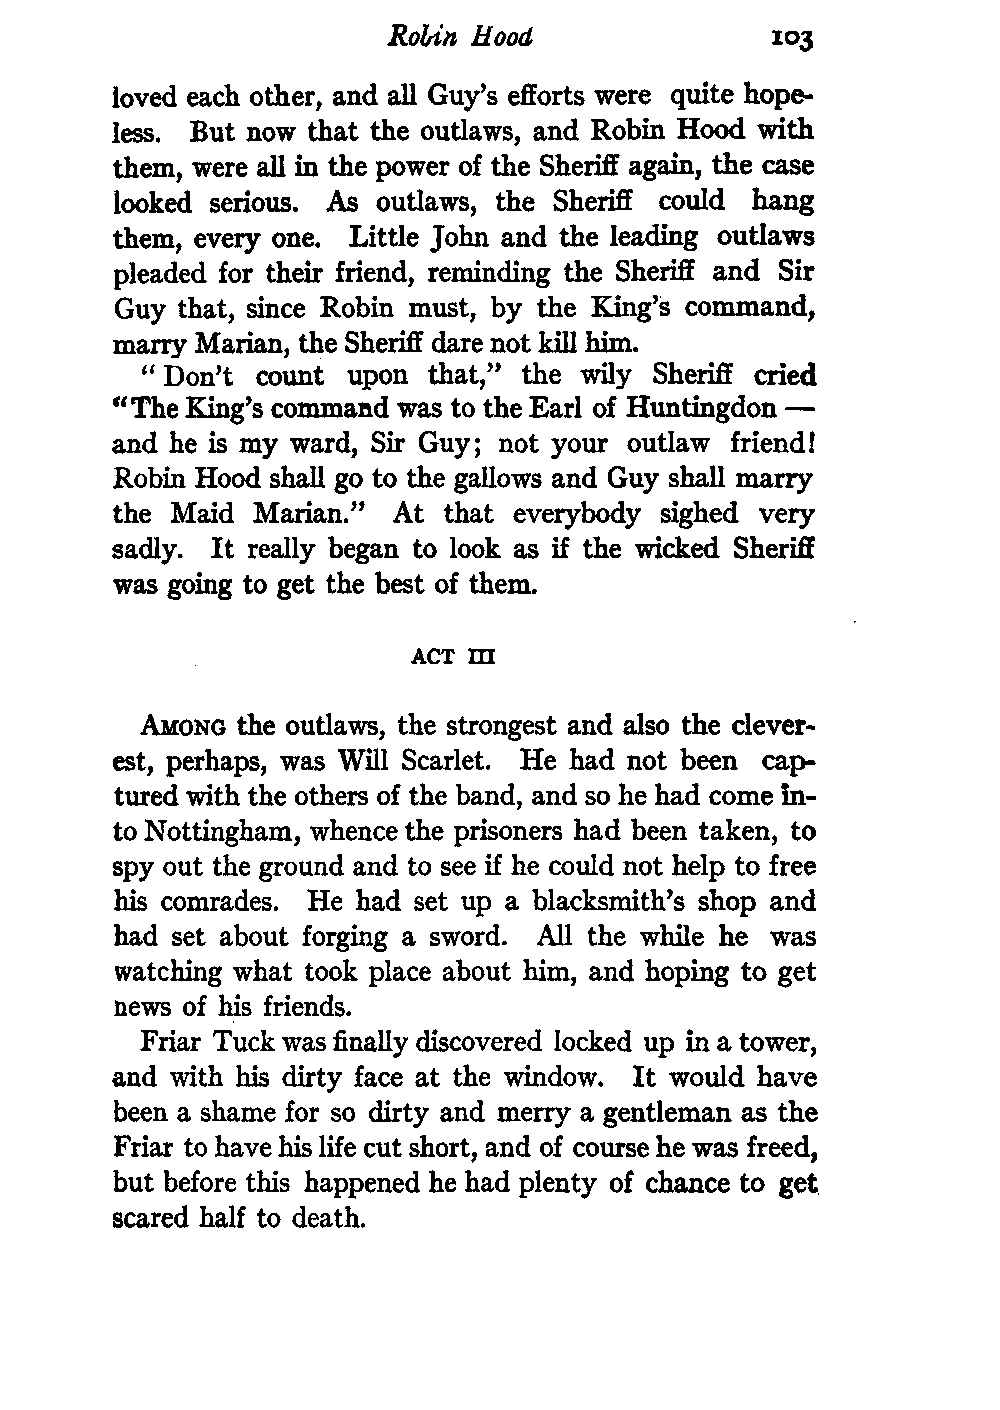 Robin Hood 103
loved each other, and all Guy's efforts were quite hope-
less. But now that the outlaws, and Robin Hood with
them, were all in the power of the Sheriff again, the case
looked serious. As outlaws, the Sheriff could hang
them, every one. Little John and the leading outlaws
pleaded for their friend, reminding the Sheriff and Sir
Guy that, since Robin must, by the King's command,
marry Marian, the Sheriff dare not kill him.
"Don't count upon that," the wily Sheriff cried
"The King's command was to the Earl of Huntingdon —
and he is my ward, Sir Guy; not your outlaw friend!
Robin Hood shall go to the gallows and Guy shall marry
the Maid Marian." At that everybody sighed very
sadly. It really began to look as if the wicked Sheriff
was going to get the best of them.
ACT III
AMONG the outlaws, the strongest and also the clever-
est, perhaps, was Will Scarlet. He had not been cap-
tured with the others of the band, and so he had come in-
to Nottingham, whence the prisoners had been taken, to
spy out the ground and to see if he could not help to free
his comrades. He had set up a blacksmith's shop and
had set about forging a sword. All the while he was
watching what took place about him, and hoping to get
news of his friends.
Friar Tuck was finally discovered locked up in a tower,
and with his dirty face at the window. It would have
been a shame for so dirty and merry a gentleman as the
Friar to have his life cut short, and of course he was freed,
but before this happened he had plenty of chance to get
scared half to death.